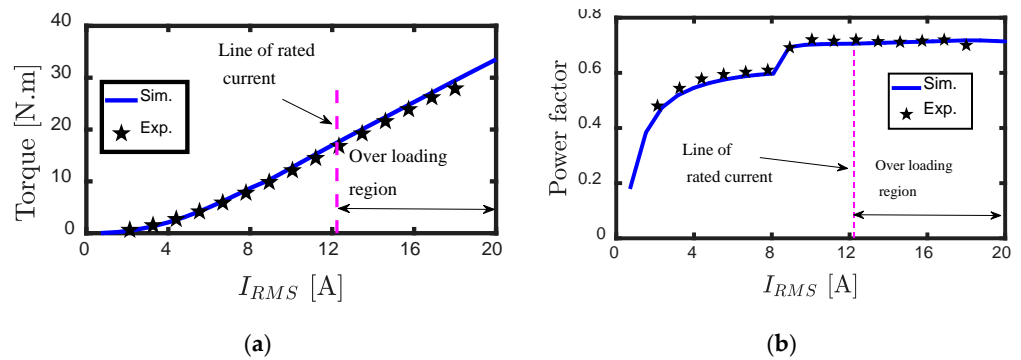 40
30
20
10
0
Torque [N.m]
Sim.
Exp.
Line of rated
current
Over loading
region
0 4 8 12 16 20
I_RMS [A]
(a)
0.8
0.6
0.4
0.2
0
Power factor
Sim.
Exp.
Line of
rated current
Over loading
region
0 4 8 12 16 20
I_RMS [A]
(b)